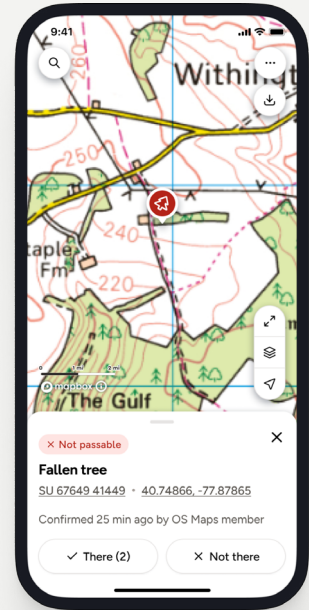 9:41
260
Withingt
250
240
taple
Fm
220
0 1 mi 2 mi
mapbox
The Gulf
Not passable
Fallen tree
SU 67649 41449 • 40.74866, -77.87865
Confirmed 25 min ago by OS Maps member
There (2)
Not there